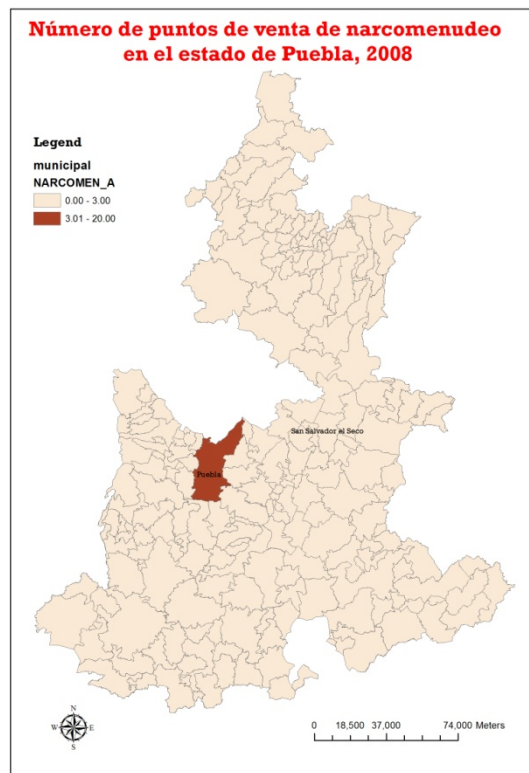 Número de puntos de venta de narcomenudeo
en el estado de Puebla, 2008
Legend
municipal
NARCOMEN_A
0.00 - 3.00
3.01 - 20.00
San Salvador el Seco
Puebla
N
W E
S
0 18,500 37,000 74,000 Meters